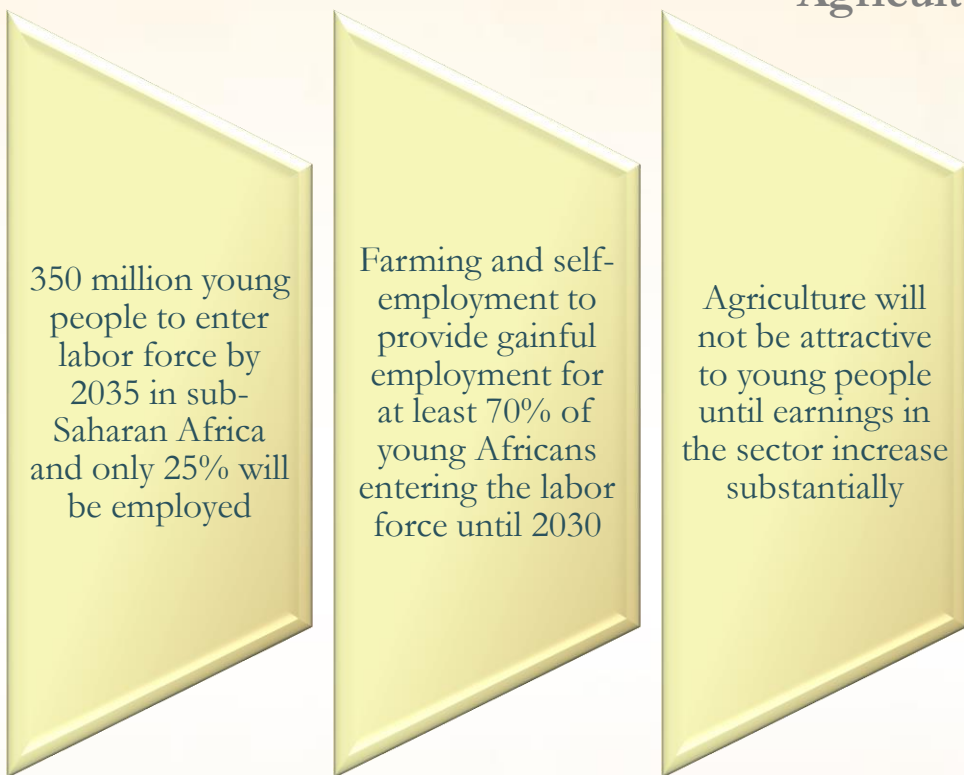 350 million young
people to enter
labor force by
2035 in sub-
Saharan Africa
and only 25% will
be employed
Farming and self-
employment to
provide gainful
employment for
at least 70% of
young Africans
entering the labor
force until 2030
Agriculture will
not be attractive
to young people
until earnings in
the sector increase
substantially